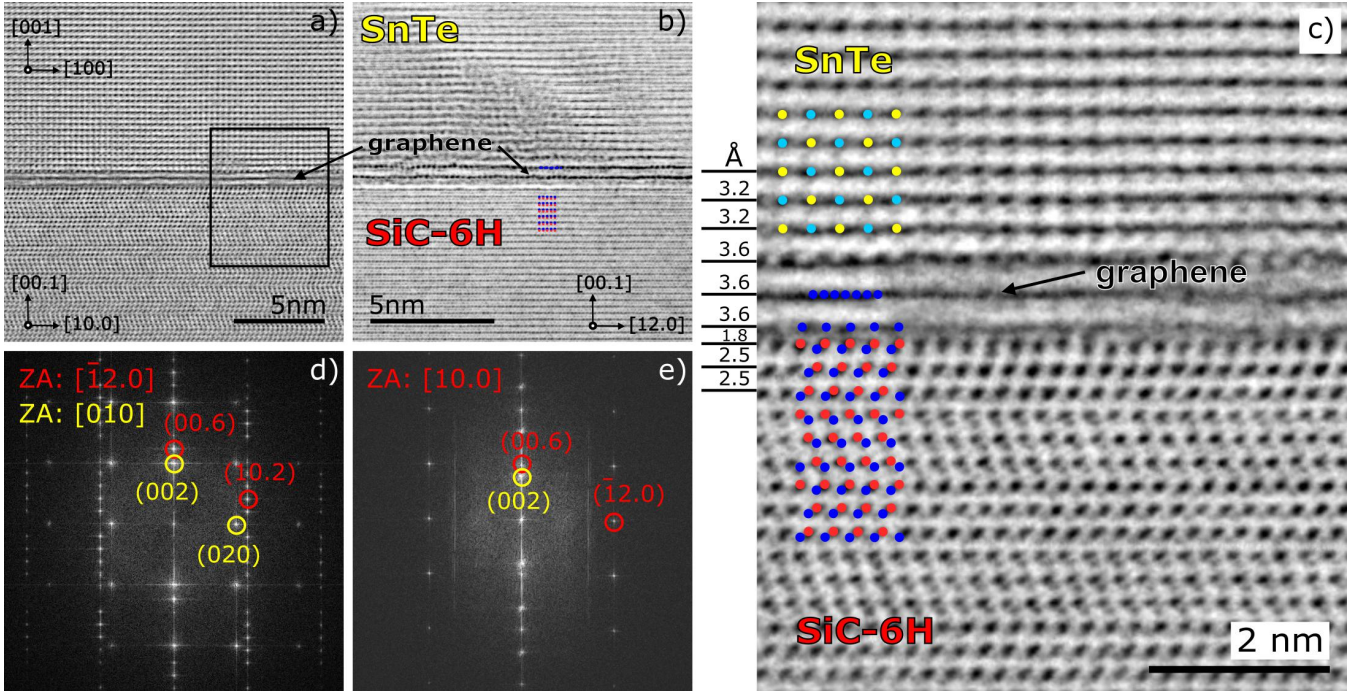 a)
[001]
[100]
[00.1]
[10.0]
5nm
b)
SnTe
graphene
SiC-6H
5nm
[00.1]
[12.0]
c)
SnTe
Å
3.2
3.2
3.6
3.6
3.6
1.8
2.5
2.5
graphene
SiC-6H
2 nm
d)
ZA: [1̅2.0]
ZA: [010]
(00.6)
(10.2)
(002)
(020)
e)
ZA: [10.0]
(00.6)
(002)
(1̅2.0)